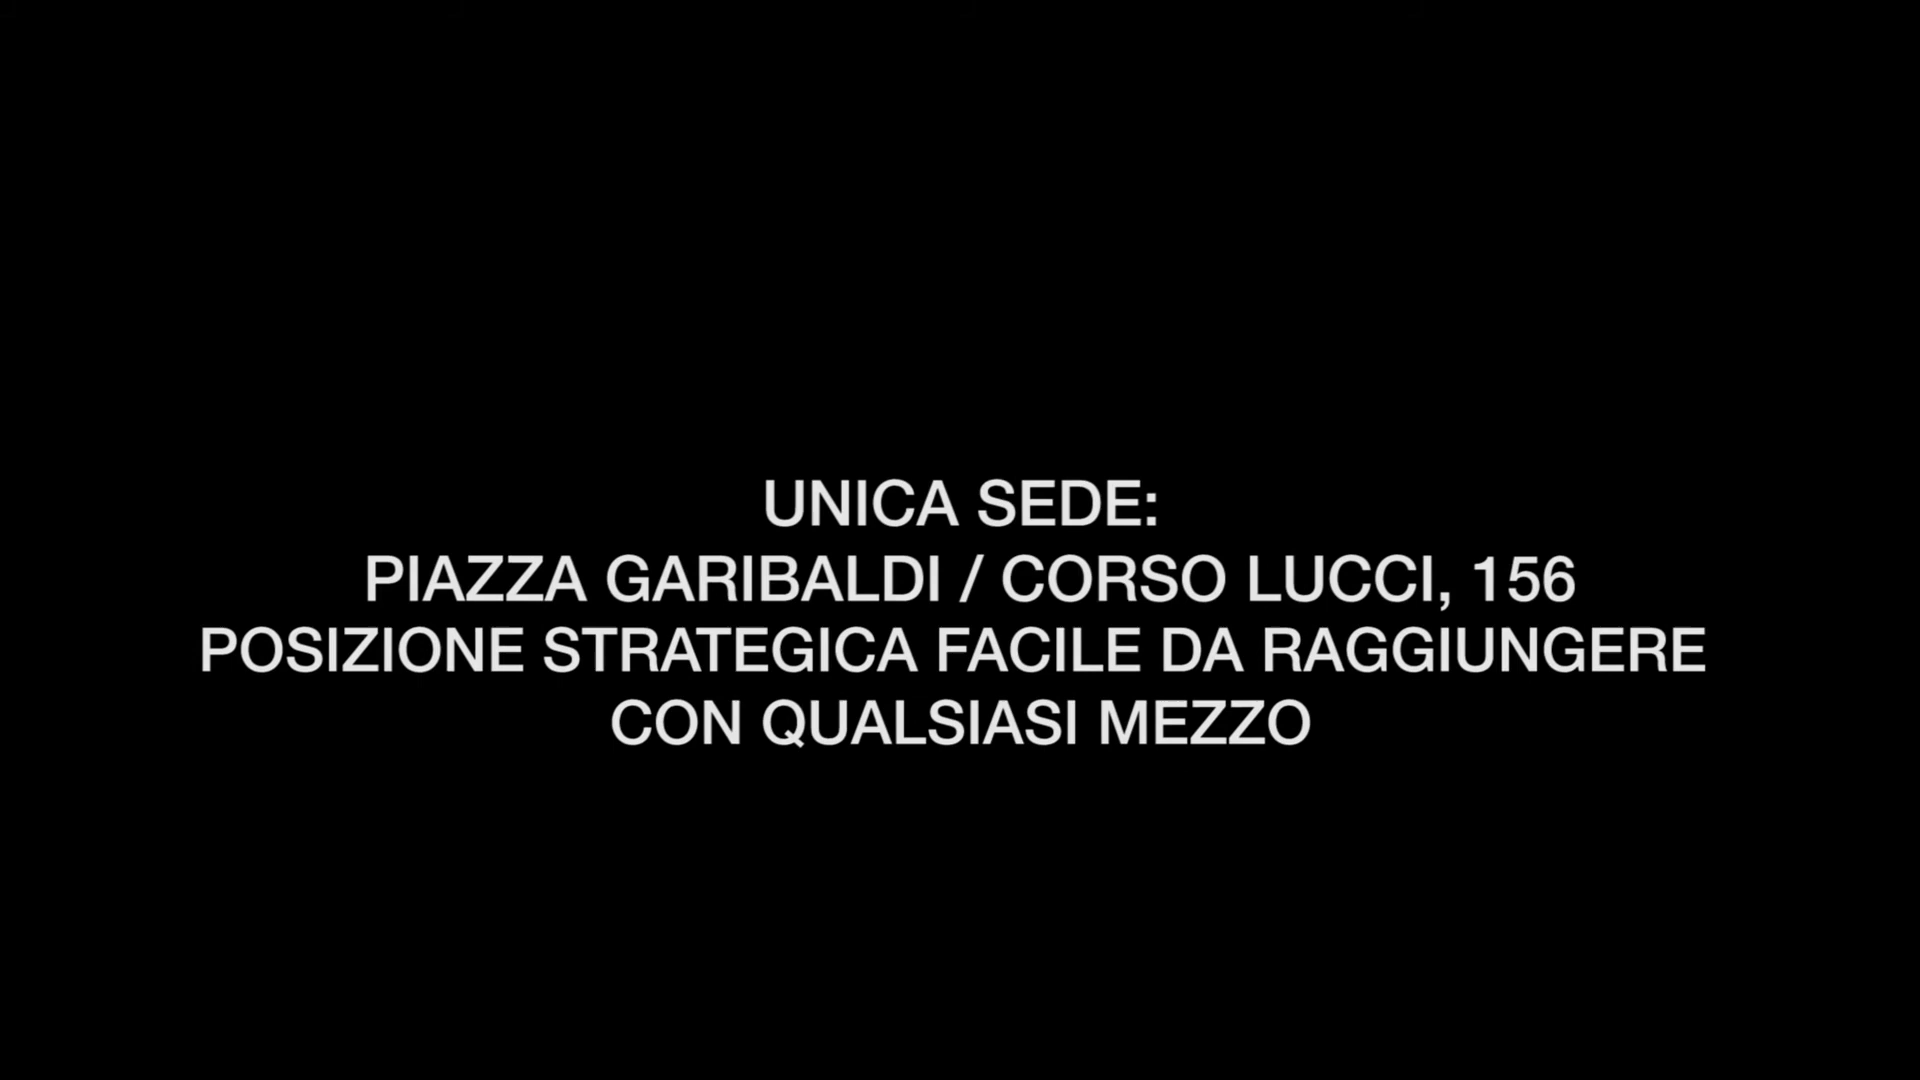 UNICA SEDE:
PIAZZA GARIBALDI / CORSO LUCCI, 156
POSIZIONE STRATEGICA FACILE DA RAGGIUNGERE
CON QUALSIASI MEZZO